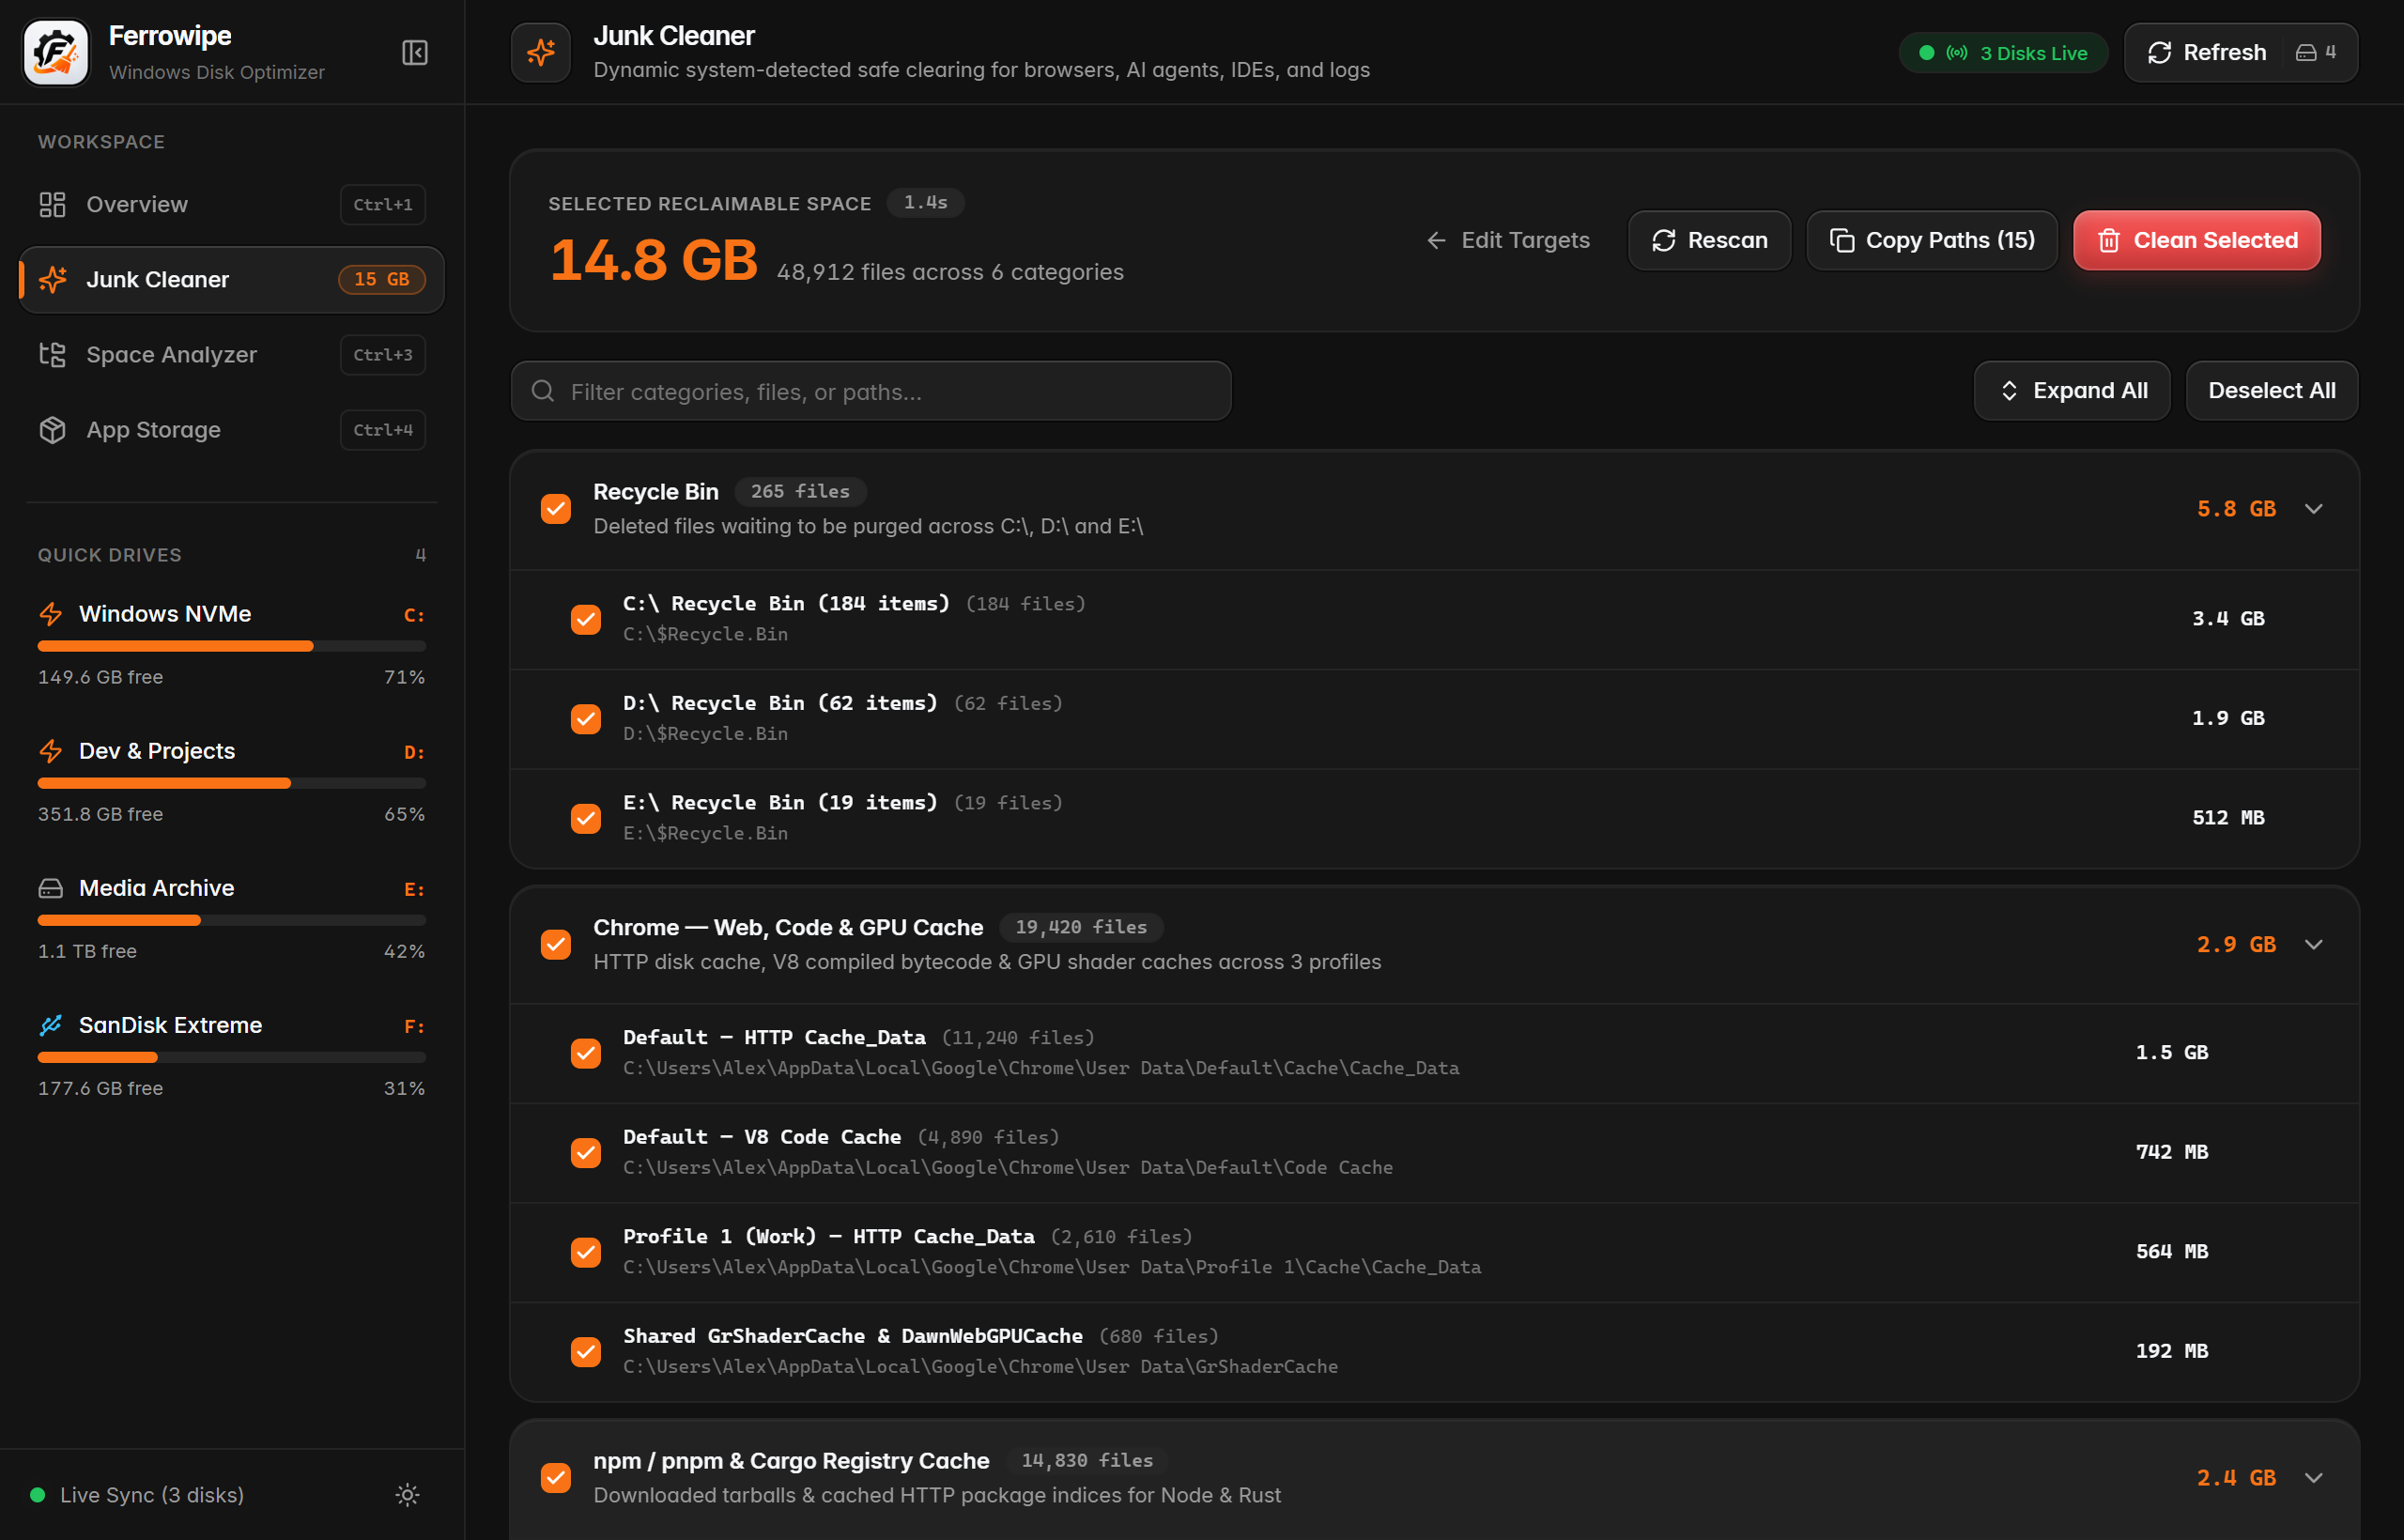 Ferrowipe
Windows Disk Optimizer
WORKSPACE
Overview Ctrl+1
Junk Cleaner 15 GB
Space Analyzer Ctrl+3
App Storage Ctrl+4
QUICK DRIVES 4
Windows NVMe C:
149.6 GB free 71%
Dev & Projects D:
351.8 GB free 65%
Media Archive E:
1.1 TB free 42%
SanDisk Extreme F:
177.6 GB free 31%
Live Sync (3 disks)
Junk Cleaner
Dynamic system-detected safe clearing for browsers, AI agents, IDEs, and logs
3 Disks Live
Refresh 4
SELECTED RECLAIMABLE SPACE 1.4s
14.8 GB 48,912 files across 6 categories
Edit Targets
Rescan
Copy Paths (15)
Clean Selected
Filter categories, files, or paths...
Expand All
Deselect All
Recycle Bin 265 files
Deleted files waiting to be purged across C:\, D:\ and E:\
5.8 GB
C:\ Recycle Bin (184 items) (184 files)
C:\$Recycle.Bin
3.4 GB
D:\ Recycle Bin (62 items) (62 files)
D:\$Recycle.Bin
1.9 GB
E:\ Recycle Bin (19 items) (19 files)
E:\$Recycle.Bin
512 MB
Chrome — Web, Code & GPU Cache 19,420 files
HTTP disk cache, V8 compiled bytecode & GPU shader caches across 3 profiles
2.9 GB
Default — HTTP Cache_Data (11,240 files)
C:\Users\Alex\AppData\Local\Google\Chrome\User Data\Default\Cache\Cache_Data
1.5 GB
Default — V8 Code Cache (4,890 files)
C:\Users\Alex\AppData\Local\Google\Chrome\User Data\Default\Code Cache
742 MB
Profile 1 (Work) — HTTP Cache_Data (2,610 files)
C:\Users\Alex\AppData\Local\Google\Chrome\User Data\Profile 1\Cache\Cache_Data
564 MB
Shared GrShaderCache & DawnWebGPUCache (680 files)
C:\Users\Alex\AppData\Local\Google\Chrome\User Data\GrShaderCache
192 MB
npm / pnpm & Cargo Registry Cache 14,830 files
Downloaded tarballs & cached HTTP package indices for Node & Rust
2.4 GB